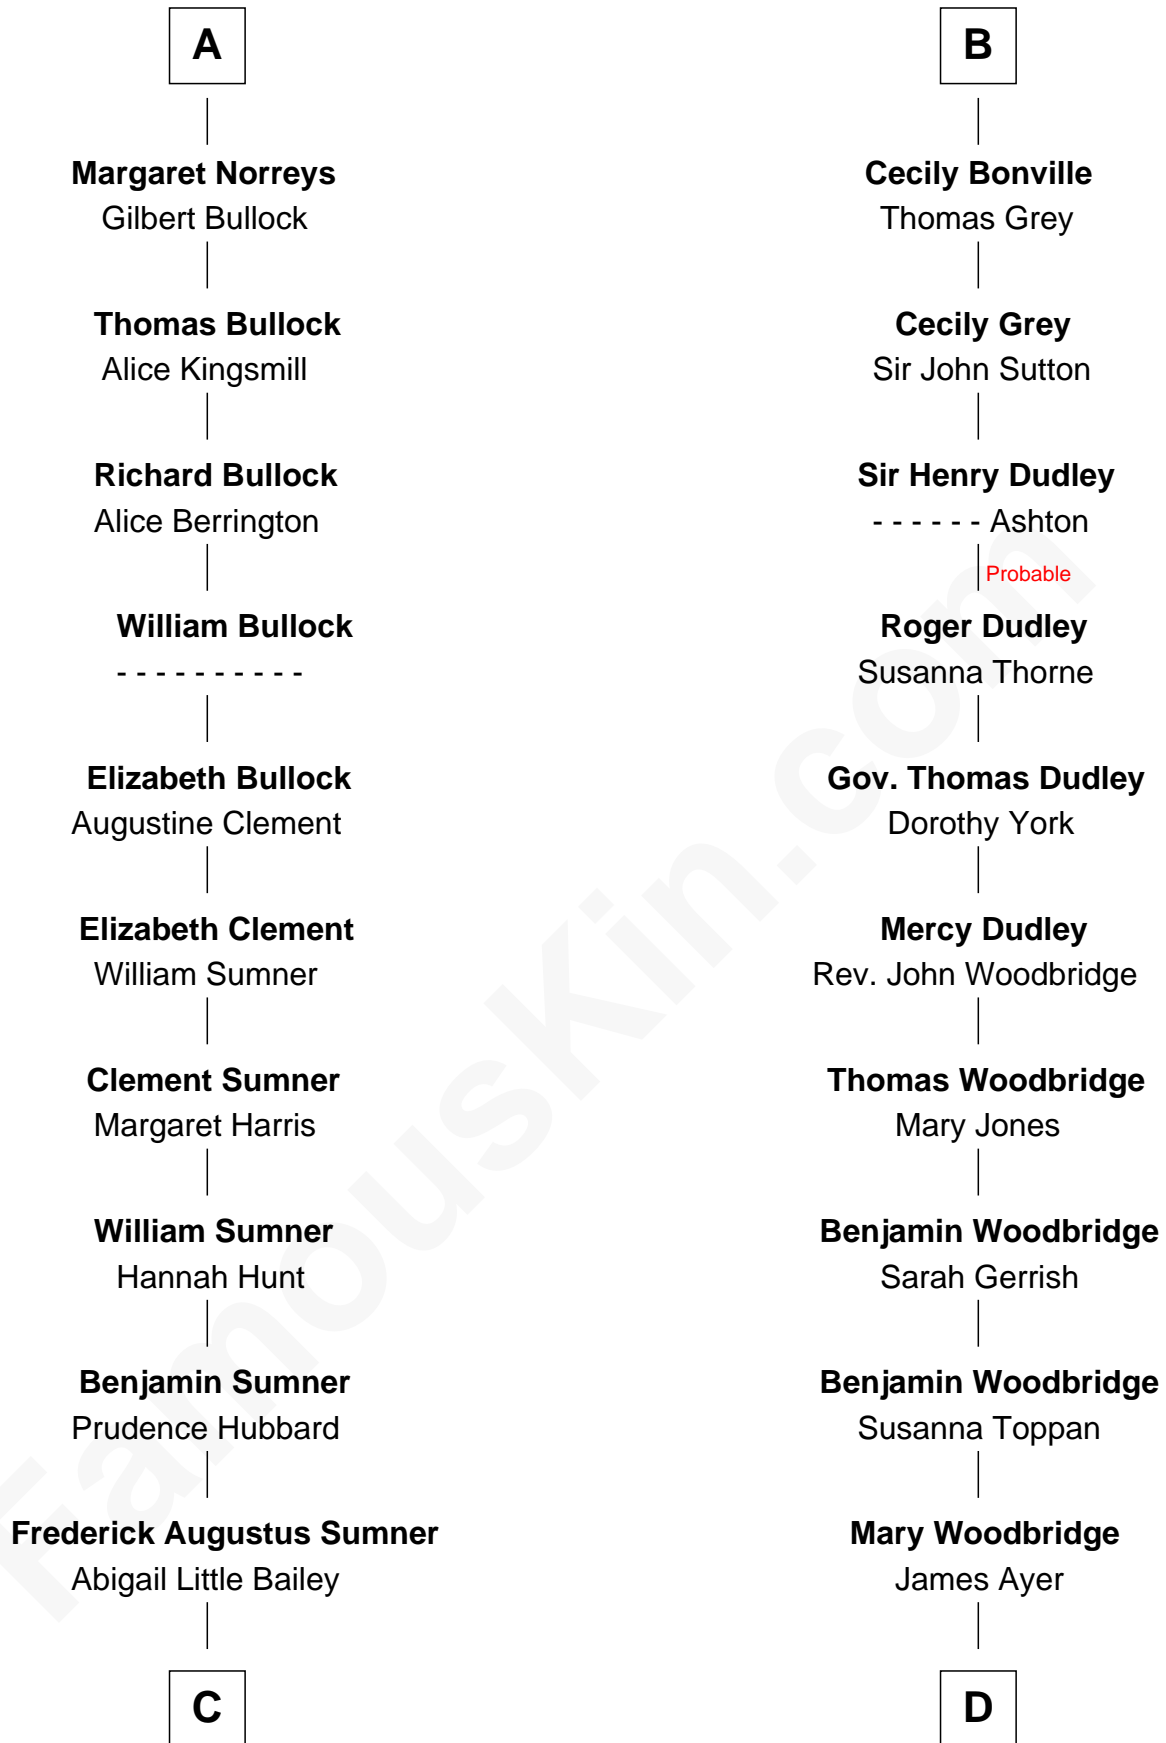 A
Margaret Norreys
Gilbert Bullock
Thomas Bullock
Alice Kingsmill
Richard Bullock
Alice Berrington
William Bullock
- - - - - - - - - -
Elizabeth Bullock
Augustine Clement
Elizabeth Clement
William Sumner
Clement Sumner
Margaret Harris
William Sumner
Hannah Hunt
Benjamin Sumner
Prudence Hubbard
Frederick Augustus Sumner
Abigail Little Bailey
C
B
Cecily Bonville
Thomas Grey
Cecily Grey
Sir John Sutton
Sir Henry Dudley
- - - - - - Ashton
Probable
Roger Dudley
Susanna Thorne
Gov. Thomas Dudley
Dorothy York
Mercy Dudley
Rev. John Woodbridge
Thomas Woodbridge
Mary Jones
Benjamin Woodbridge
Sarah Gerrish
Benjamin Woodbridge
Susanna Toppan
Mary Woodbridge
James Ayer
D
FamousKin.com